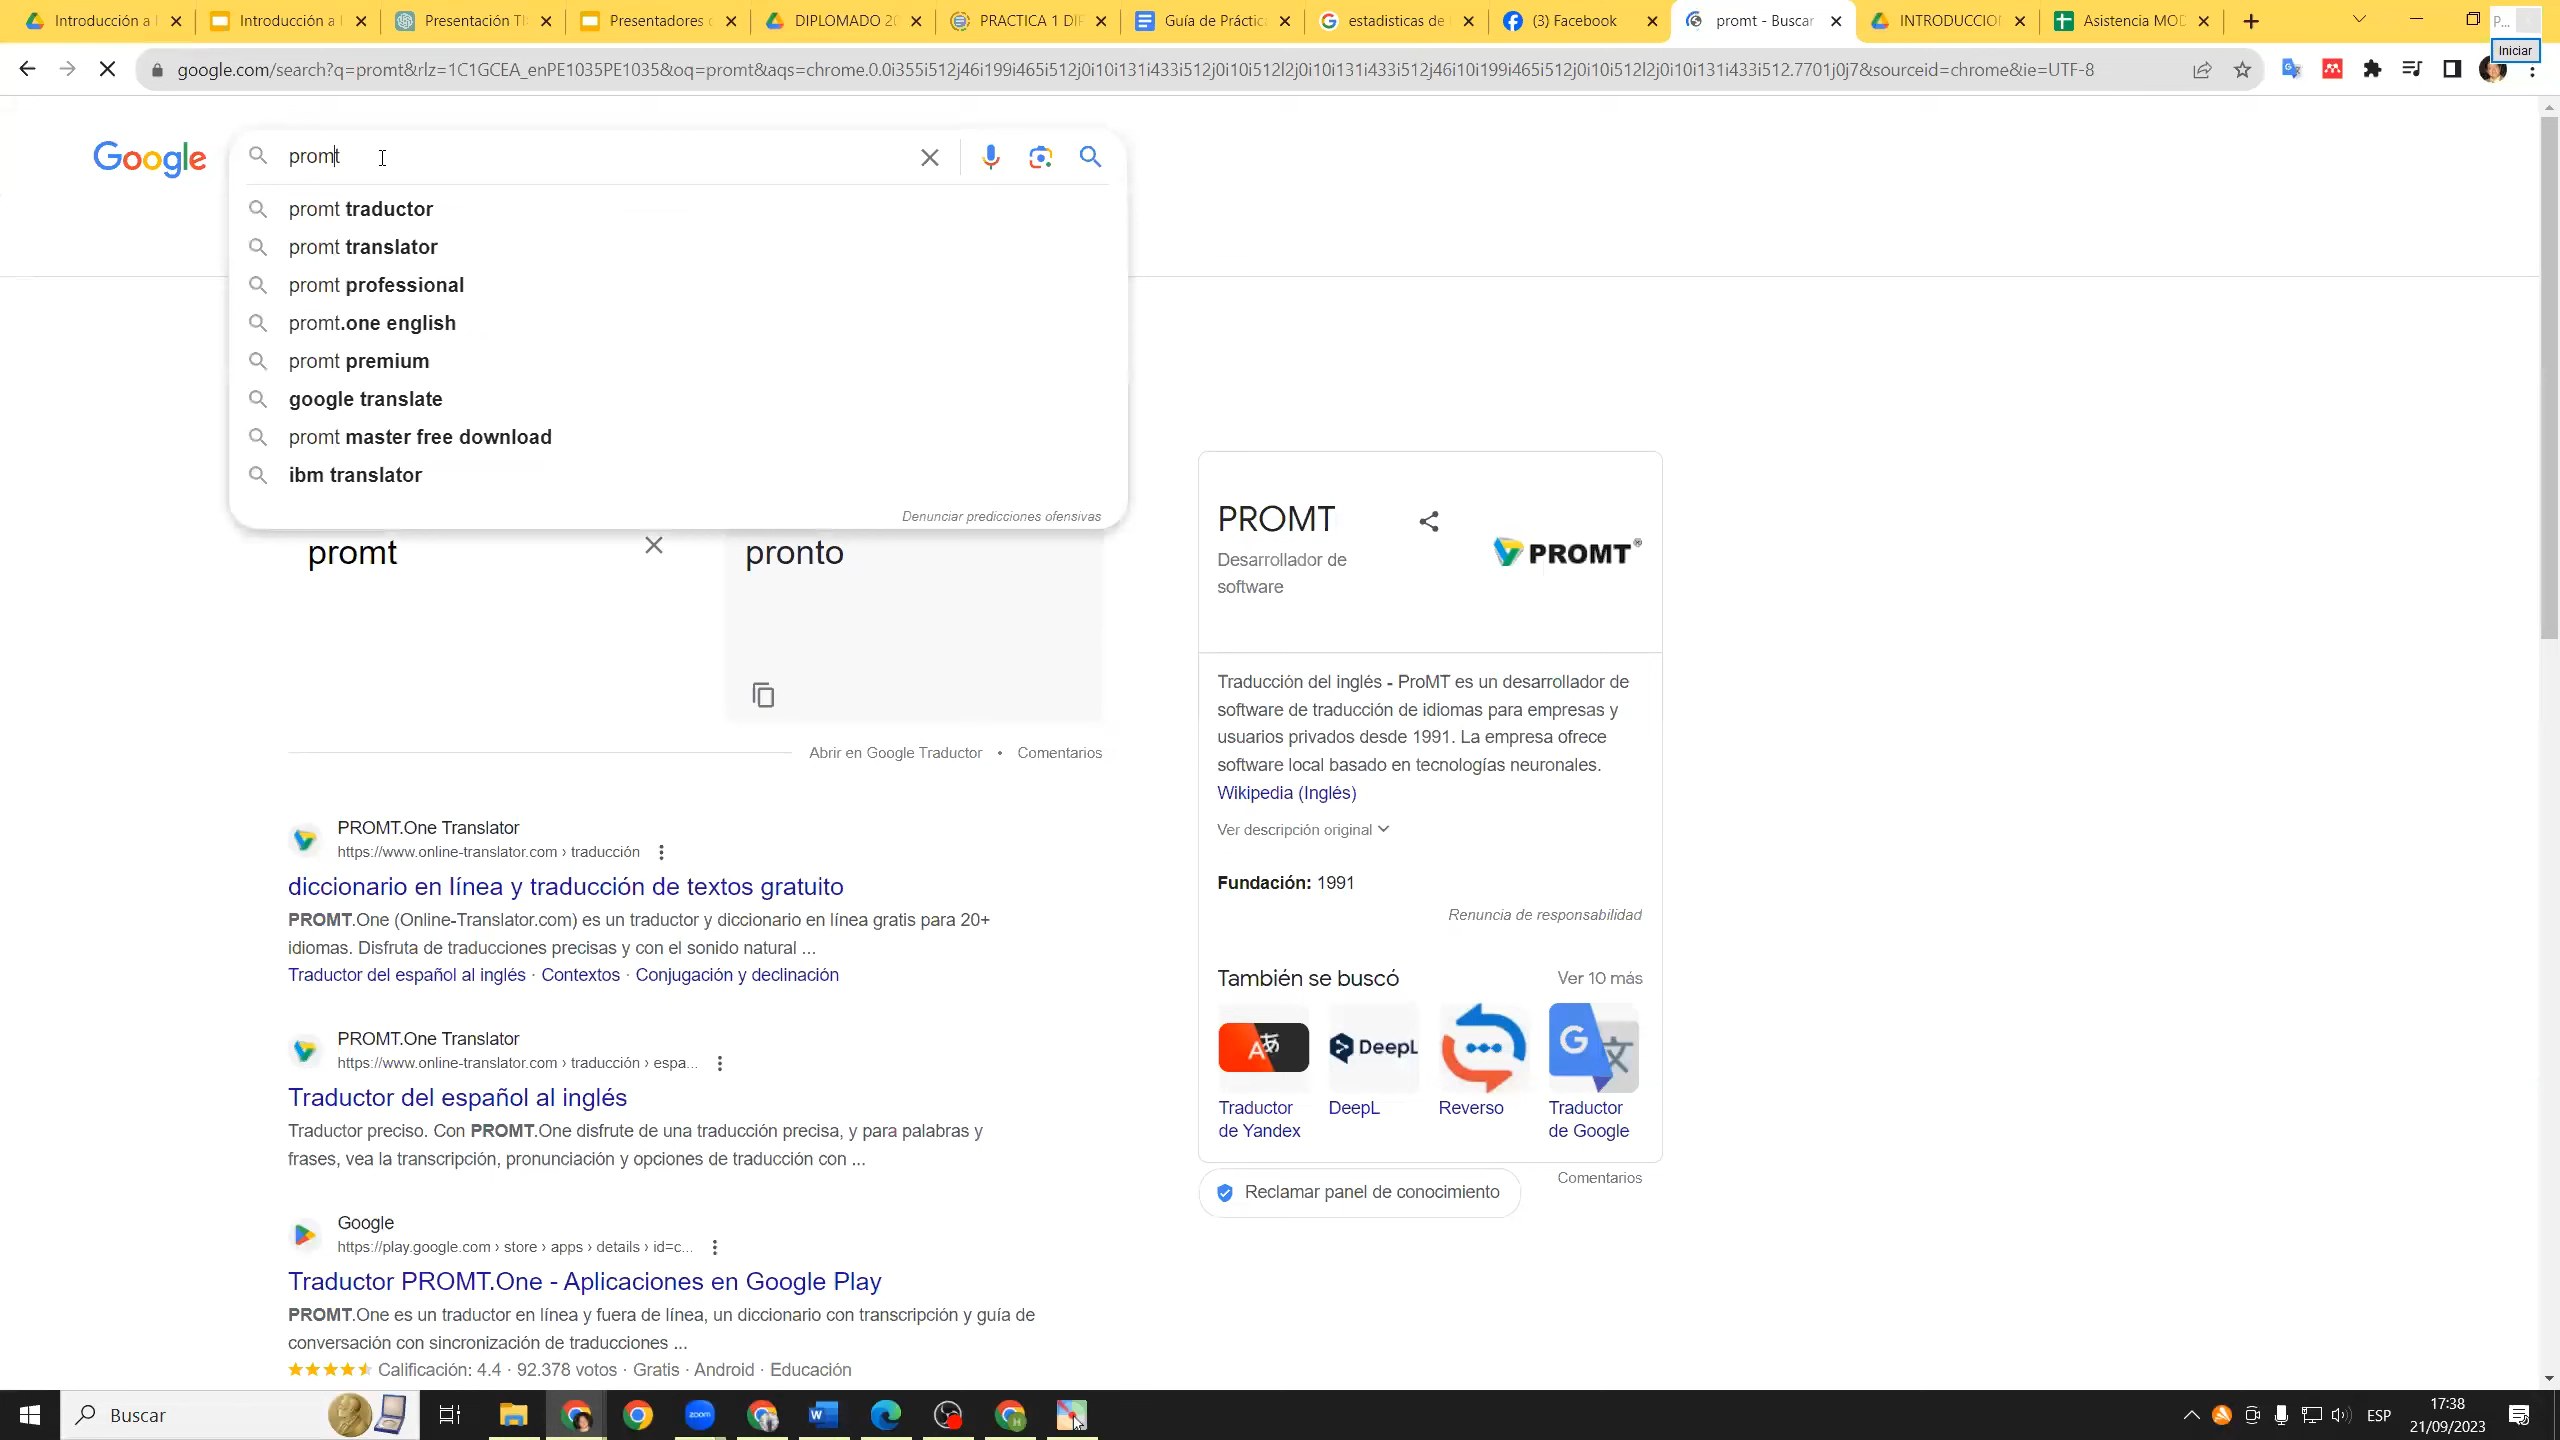 Introducción a l
Introducción a l
Presentación TI
Presentadores d
DIPLOMADO 20
PRACTICA 1 DIP
Guía de Práctic
estadisticas de
(3) Facebook
promt - Buscar
INTRODUCCIO
Asistencia MOD
P...
Iniciar
google.com/search?q=promt&rlz=1C1GCEA_enPE1035PE1035&oq=promt&aqs=chrome.0.0i355i512j46i199i465i512j0i10i131i433i512j0i10i512l2j0i10i131i433i512j46i10i199i465i512j0i10i512l2j0i10i131i433i512.7701j0j7&sourceid=chrome&ie=UTF-8
Google
promt
promt traductor
promt translator
promt professional
promt.one english
promt premium
google translate
promt master free download
ibm translator
Denunciar predicciones ofensivas
promt
pronto
Abrir en Google Traductor • Comentarios
PROMT.One Translator
https://www.online-translator.com › traducción
diccionario en línea y traducción de textos gratuito
PROMT.One (Online-Translator.com) es un traductor y diccionario en línea gratis para 20+
idiomas. Disfruta de traducciones precisas y con el sonido natural ...
Traductor del español al inglés · Contextos · Conjugación y declinación
PROMT.One Translator
https://www.online-translator.com › traducción › espa...
Traductor del español al inglés
Traductor preciso. Con PROMT.One disfrute de una traducción precisa, y para palabras y
frases, vea la transcripción, pronunciación y opciones de traducción con ...
Google
https://play.google.com › store › apps › details › id=c...
Traductor PROMT.One - Aplicaciones en Google Play
PROMT.One es un traductor en línea y fuera de línea, un diccionario con transcripción y guía de
conversación con sincronización de traducciones ...
Calificación: 4.4 · 92.378 votos · Gratis · Android · Educación
PROMT
Desarrollador de
software
PROMT®
Traducción del inglés - ProMT es un desarrollador de
software de traducción de idiomas para empresas y
usuarios privados desde 1991. La empresa ofrece
software local basado en tecnologías neuronales.
Wikipedia (Inglés)
Ver descripción original
Fundación: 1991
Renuncia de responsabilidad
También se buscó
Ver 10 más
DeepL
Traductor
de Yandex
DeepL
Reverso
Traductor
de Google
Comentarios
Reclamar panel de conocimiento
Buscar
zoom
ESP
17:38
21/09/2023